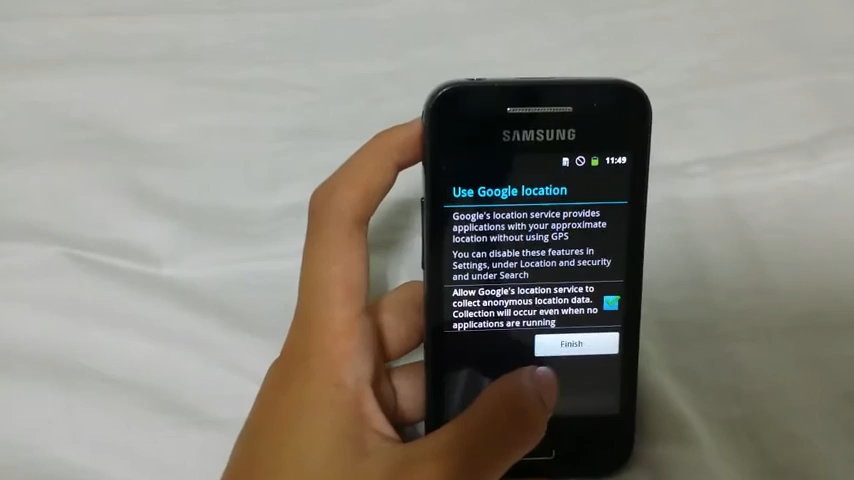 SAMSUNG
11:49
Use Google location
Google's location service provides
applications with your approximate
location without using GPS
You can disable these features in
Settings, under Location and security
and under Search
Allow Google's location service to
collect anonymous location data.
Collection will occur even when no
applications are running
Finish